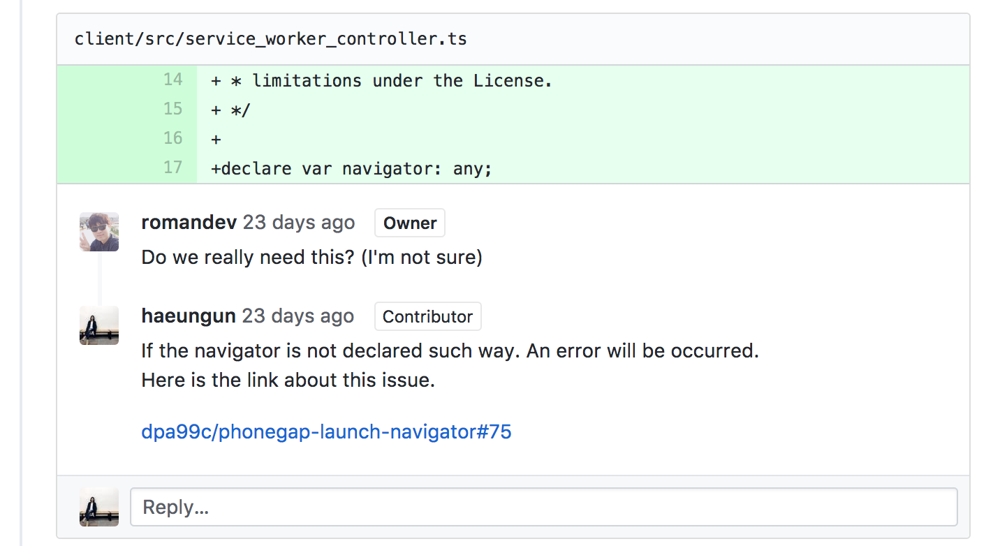 client/src/service_worker_controller.ts
14 + * limitations under the License.
15 + */
16 +
17 +declare var navigator: any;
romandev 23 days ago Owner
Do we really need this? (I'm not sure)
haeungun 23 days ago Contributor
If the navigator is not declared such way. An error will be occurred.
Here is the link about this issue.
dpa99c/phonegap-launch-navigator#75
Reply...